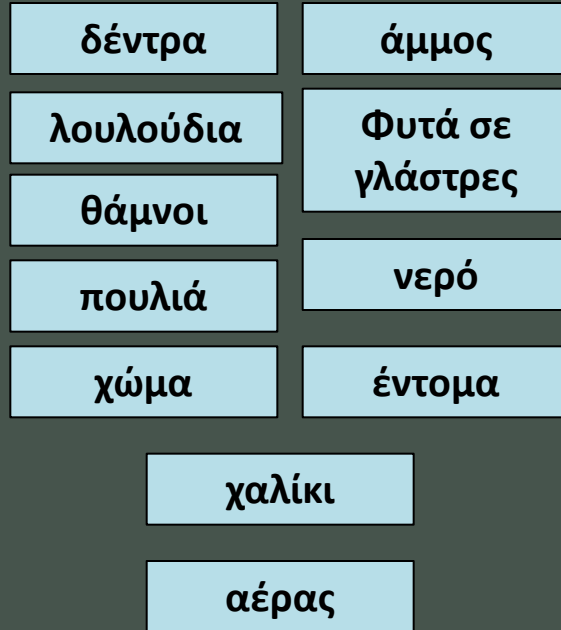 δέντρα
άμμος
λουλούδια
Φυτά σε
γλάστρες
θάμνοι
νερό
πουλιά
χώμα
έντομα
χαλίκι
αέρας